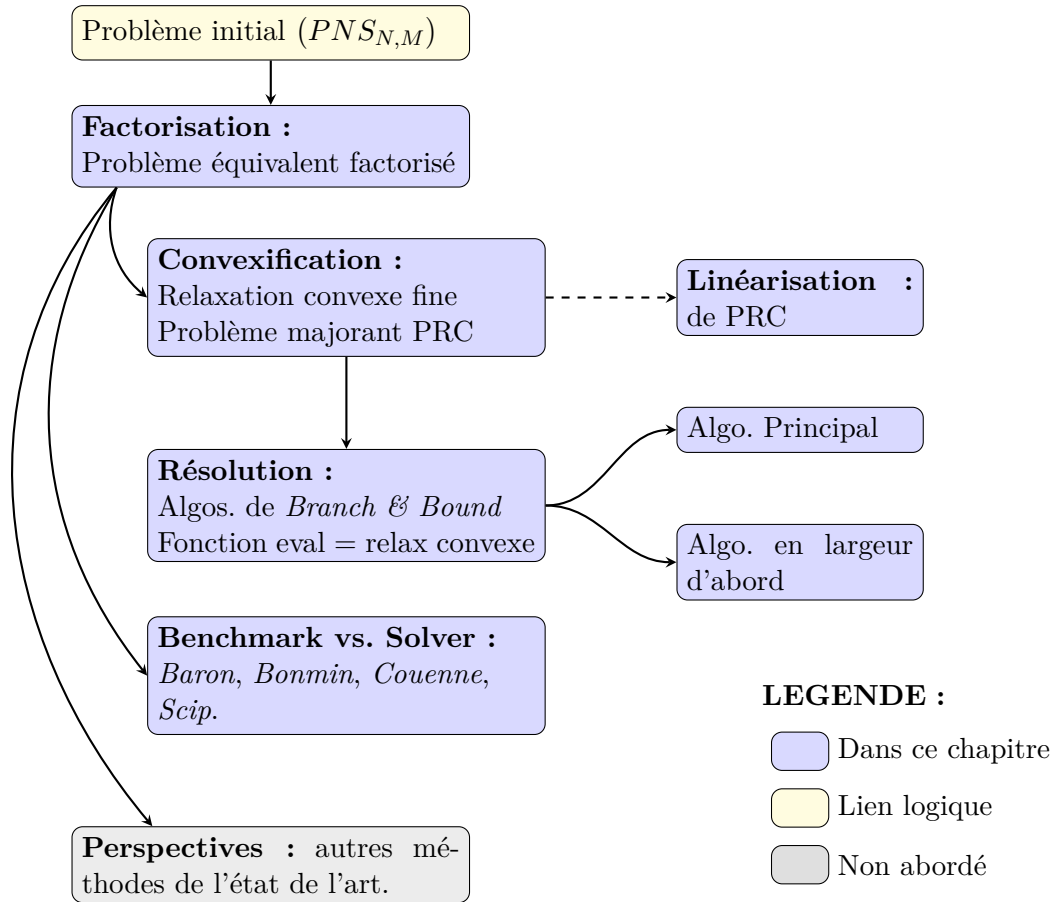 Problème initial (PNS_{N,M})
Factorisation :
Problème équivalent factorisé
Convexification :
Relaxation convexe fine
Problème majorant PRC
Linéarisation :
de PRC
Résolution :
Algos. de Branch & Bound
Fonction eval = relax convexe
Algo. Principal
Algo. en largeur
d'abord
Benchmark vs. Solver :
Baron, Bonmin, Couenne,
Scip.
Perspectives : autres mé-
thodes de l'état de l'art.
LEGENDE :
Dans ce chapitre
Lien logique
Non abordé